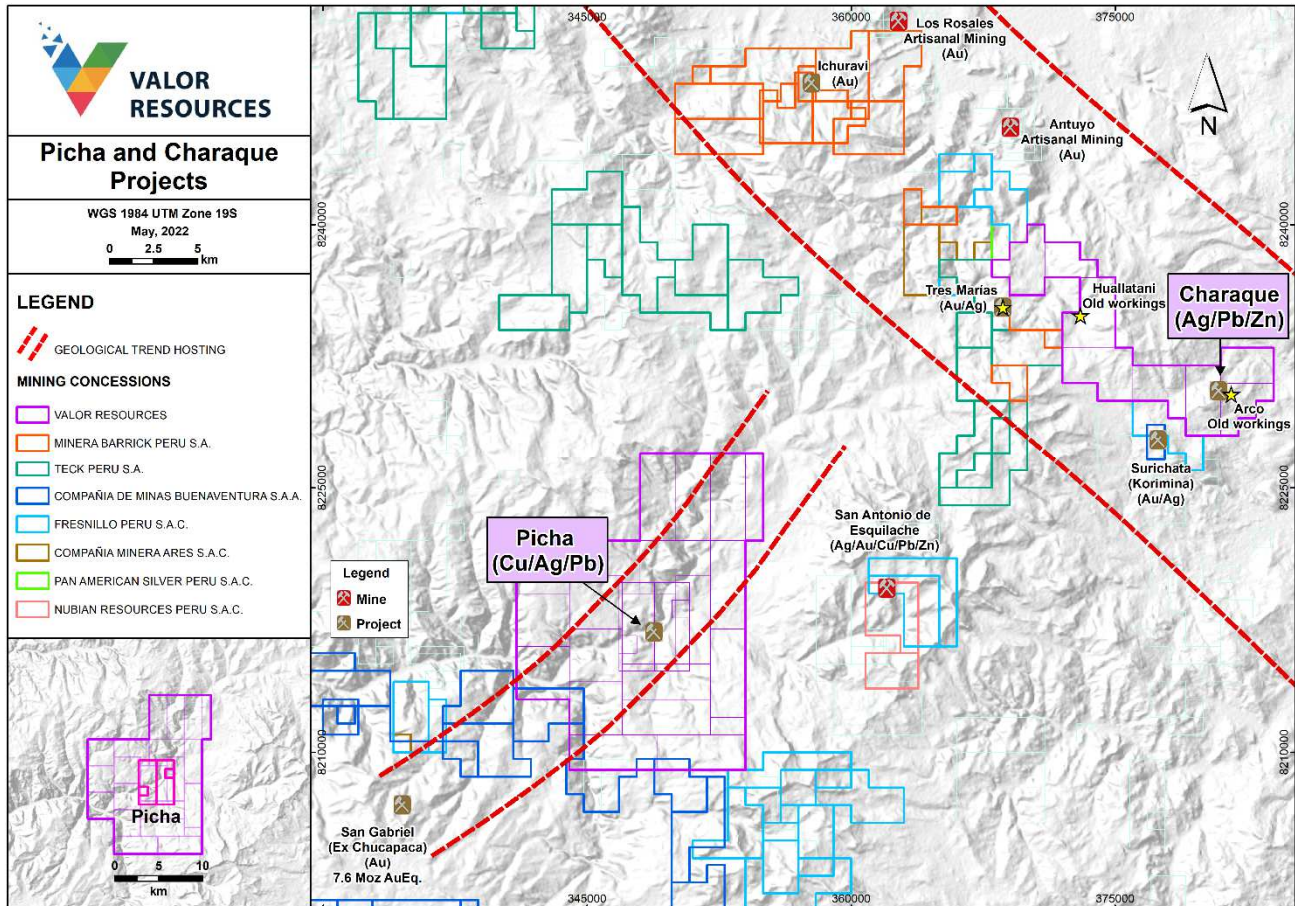 VALOR
RESOURCES
Picha and Charaque
Projects
WGS 1984 UTM Zone 19S
May, 2022
0 2.5 5
km
LEGEND
GEOLOGICAL TREND HOSTING
MINING CONCESSIONS
VALOR RESOURCES
MINERA BARRICK PERU S.A.
TECK PERU S.A.
COMPAÑIA DE MINAS BUENAVENTURA S.A.A.
FRESNILLO PERU S.A.C.
COMPAÑIA MINERA ARES S.A.C.
PAN AMERICAN SILVER PERU S.A.C.
NUBIAN RESOURCES PERU S.A.C.
Picha
0 5 10
km
345000
360000
375000
Los Rosales
Artisanal Mining
(Au)
Ichuravi
(Au)
N
Antuyo
Artisanal Mining
(Au)
8240000
8240000
Tres Marías
(Au/Ag)
Huallatani
Old workings
Charaque
(Ag/Pb/Zn)
Arco
Old workings
Surichata
(Korimina)
(Au/Ag)
8225000
8225000
San Antonio de
Esquilache
(Ag/Au/Cu/Pb/Zn)
Picha
(Cu/Ag/Pb)
Legend
Mine
Project
8210000
8210000
San Gabriel
(Ex Chucapaca)
(Au)
7.6 Moz AuEq.
345000
360000
375000